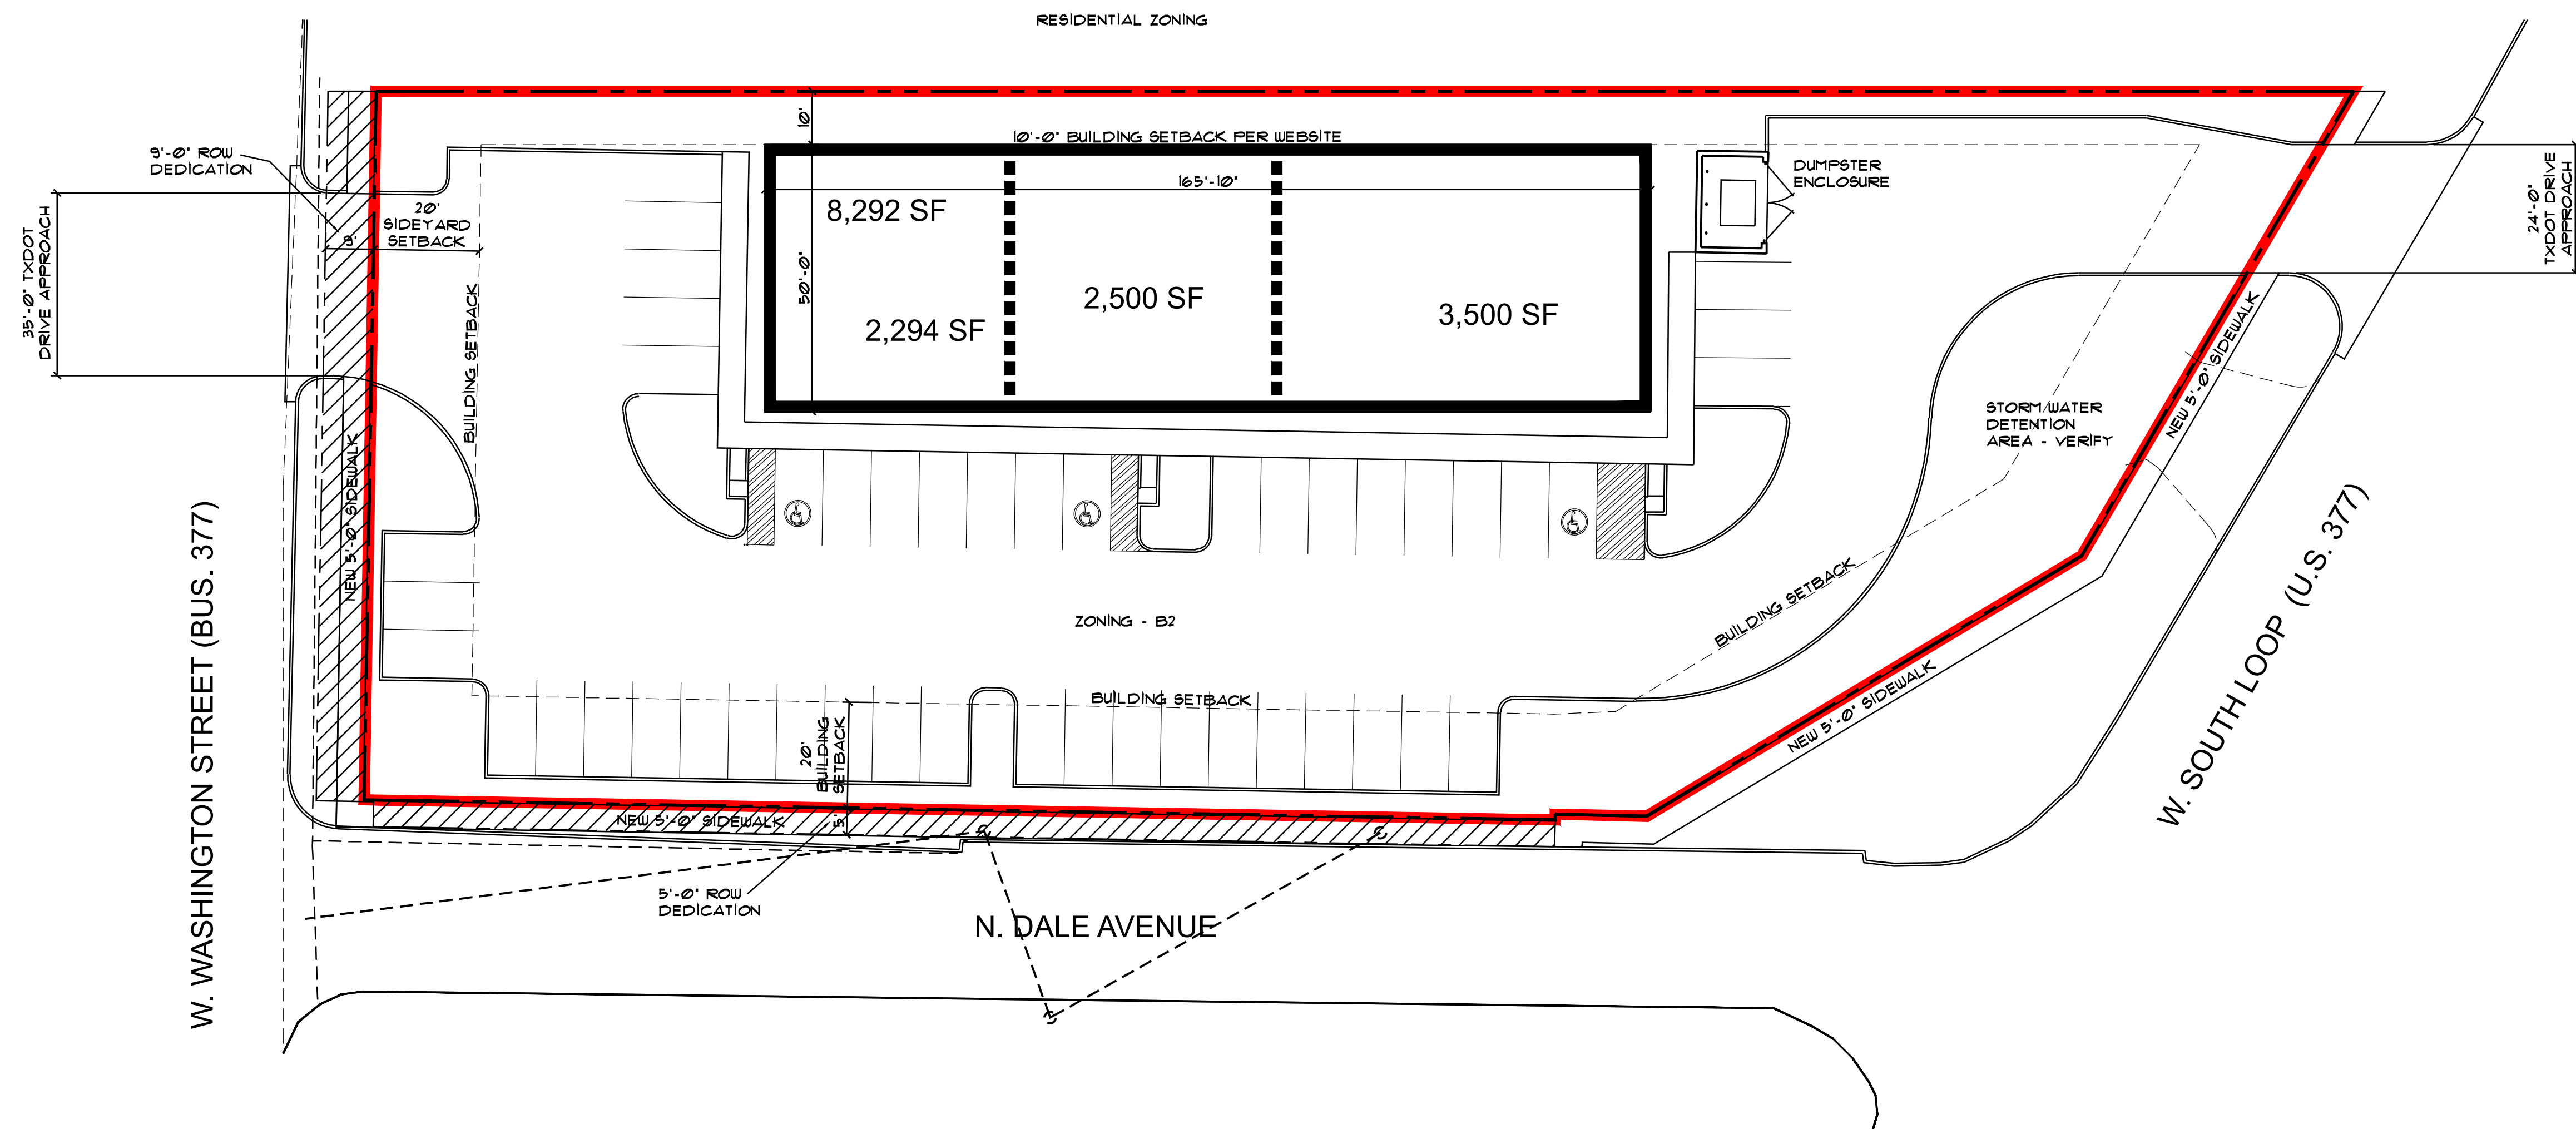 RESIDENTIAL ZONING
10'
10'-0" BUILDING SETBACK PER WEBSITE
9'-0" ROW
DEDICATION
35'-0" TXDOT
DRIVE APPROACH
20'
SIDEYARD
SETBACK
9'
165'-10"
8,292 SF
50'-0"
2,294 SF
2,500 SF
3,500 SF
DUMPSTER
ENCLOSURE
24'-0"
TXDOT DRIVE
APPROACH
BUILDING SETBACK
NEW 5'-0" SIDEWALK
NEW 5'-0" SIDEWALK
STORM WATER
DETENTION
AREA - VERIFY
ZONING - B2
BUILDING SETBACK
BUILDING SETBACK
20'
BUILDING
SETBACK
NEW 5'-0" SIDEWALK
NEW 5'-0" SIDEWALK
5'
5'-0" ROW
DEDICATION
W. WASHINGTON STREET (BUS. 377)
N. DALE AVENUE
W. SOUTH LOOP (U.S. 377)